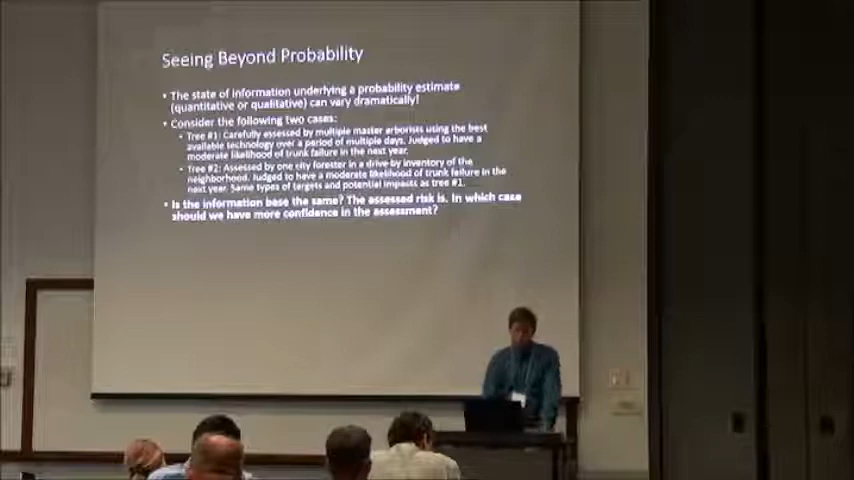 Seeing Beyond Probability
• The state of information underlying a probability estimate
(quantitative or qualitative) can vary dramatically!
• Consider the following two cases:
• Tree #1: Carefully assessed by multiple master arborists using the best
available technology over a period of multiple days. Judged to have a
moderate likelihood of trunk failure in the next year.
• Tree #2: Assessed by one city forester in a drive-by inventory of the
neighborhood. Judged to have a moderate likelihood of trunk failure in the
next year. Same types of targets and potential impacts as tree #1.
• Is the information base the same? The assessed risk is. In which case
should we have more confidence in the assessment?